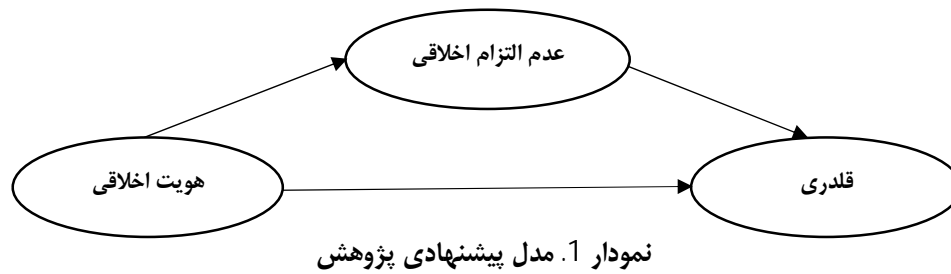 عدم التزام اخلاقی
هویت اخلاقی
قلدری
نمودار 1. مدل پیشنهادی پژوهش